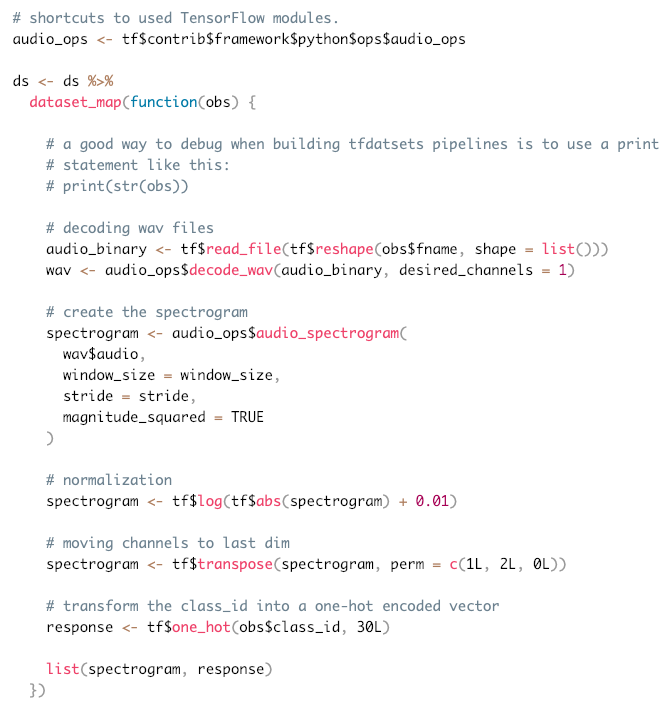 # shortcuts to used TensorFlow modules.
audio_ops <- tf$contrib$framework$python$ops$audio_ops

ds <- ds %>%
  dataset_map(function(obs) {

    # a good way to debug when building tfdatsets pipelines is to use a print
    # statement like this:
    # print(str(obs))

    # decoding wav files
    audio_binary <- tf$read_file(tf$reshape(obs$fname, shape = list()))
    wav <- audio_ops$decode_wav(audio_binary, desired_channels = 1)

    # create the spectrogram
    spectrogram <- audio_ops$audio_spectrogram(
      wav$audio,
      window_size = window_size,
      stride = stride,
      magnitude_squared = TRUE
    )

    # normalization
    spectrogram <- tf$log(tf$abs(spectrogram) + 0.01)

    # moving channels to last dim
    spectrogram <- tf$transpose(spectrogram, perm = c(1L, 2L, 0L))

    # transform the class_id into a one-hot encoded vector
    response <- tf$one_hot(obs$class_id, 30L)

    list(spectrogram, response)
  })